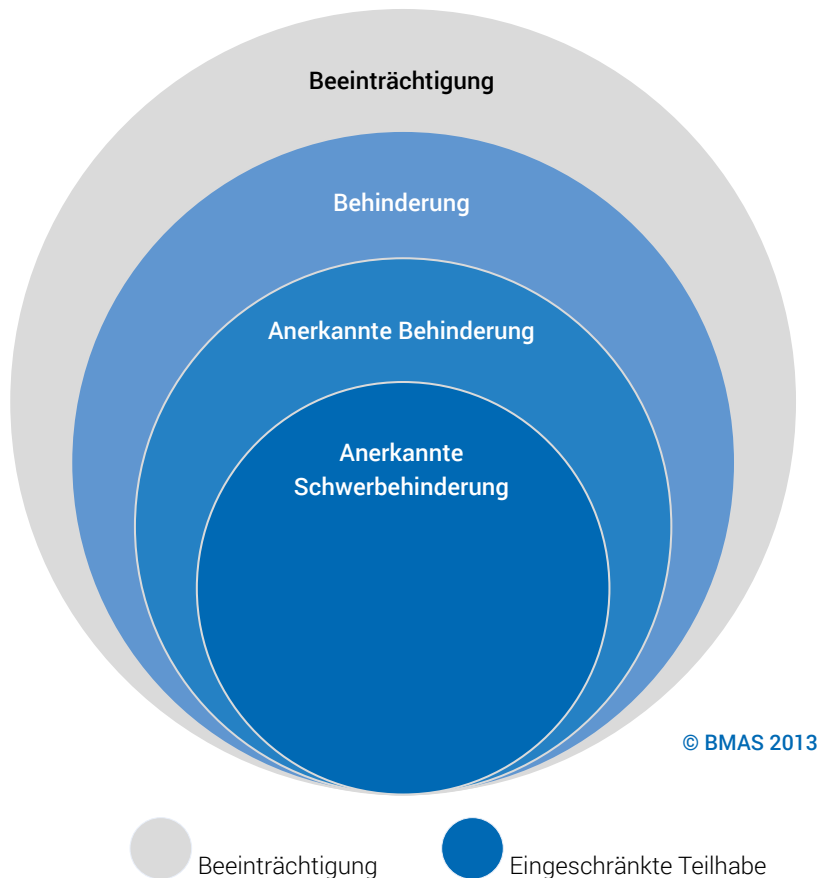 Beeinträchtigung
Behinderung
Anerkannte Behinderung
Anerkannte
Schwerbehinderung
© BMAS 2013
Beeinträchtigung
Eingeschränkte Teilhabe